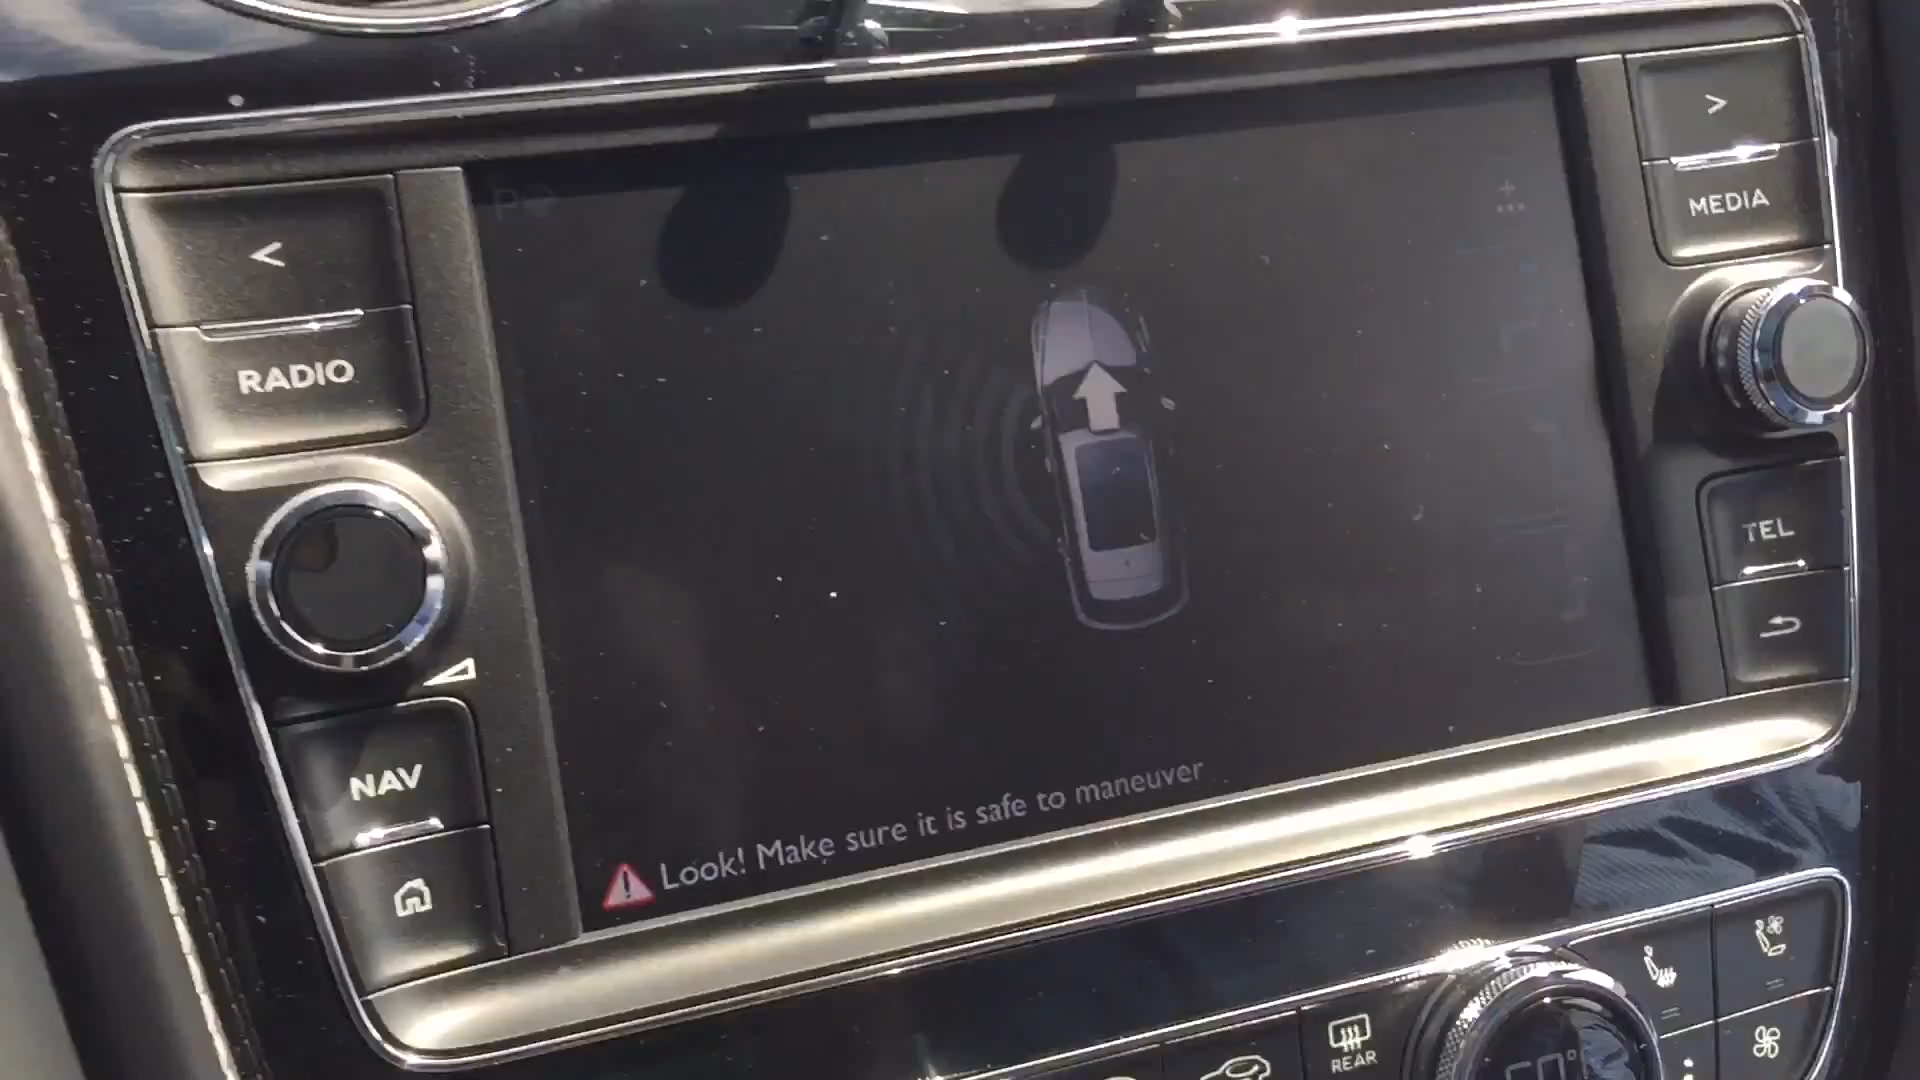 >
MEDIA
<
RADIO
TEL
NAV
Look! Make sure it is safe to maneuver
REAR